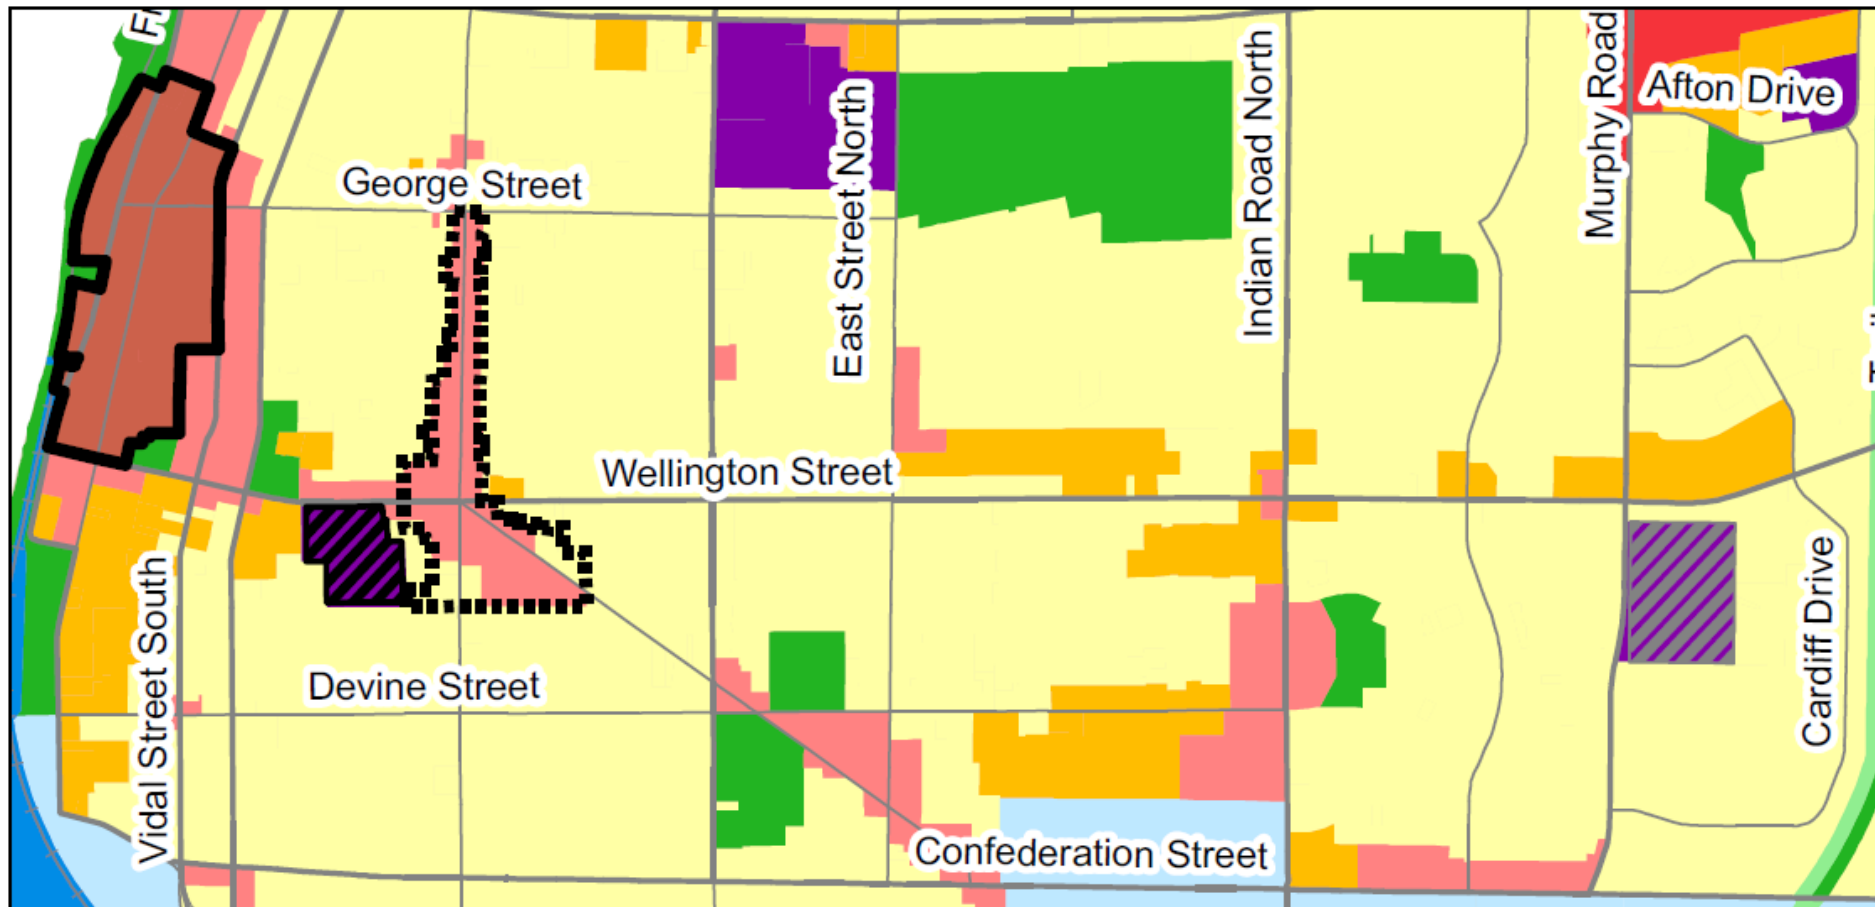 Afton Drive
George Street
East Street North
Indian Road North
Murphy Road
Wellington Street
Devine Street
Vidal Street South
Cardiff Drive
Confederation Street